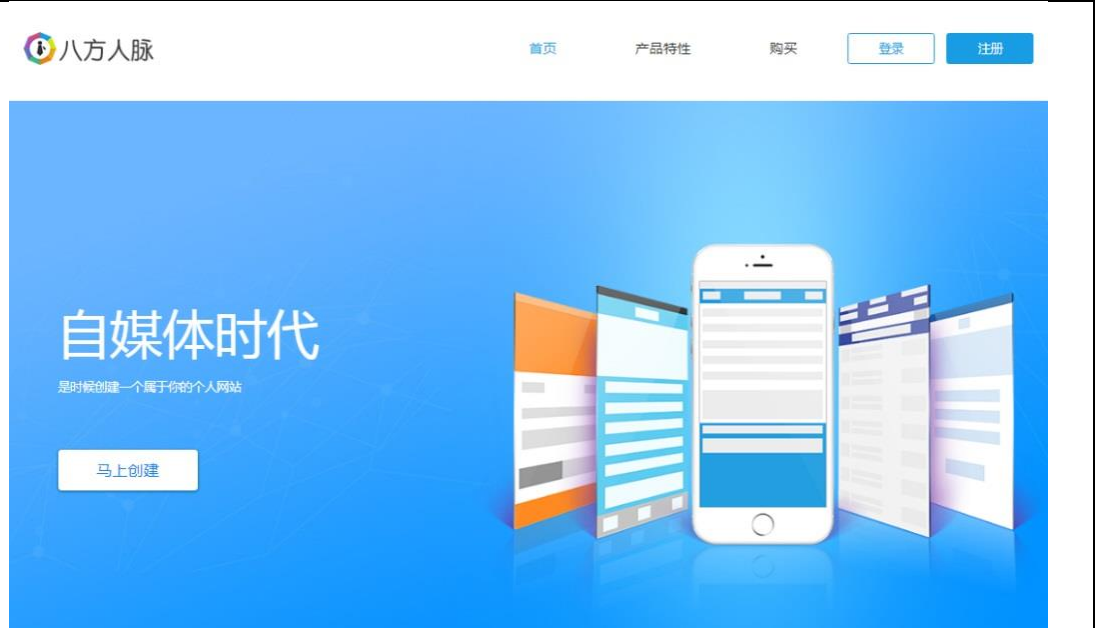 八方人脉
首页 产品特性 购买 登录 注册
自媒体时代
是时候创建一个属于你的个人网站
马上创建